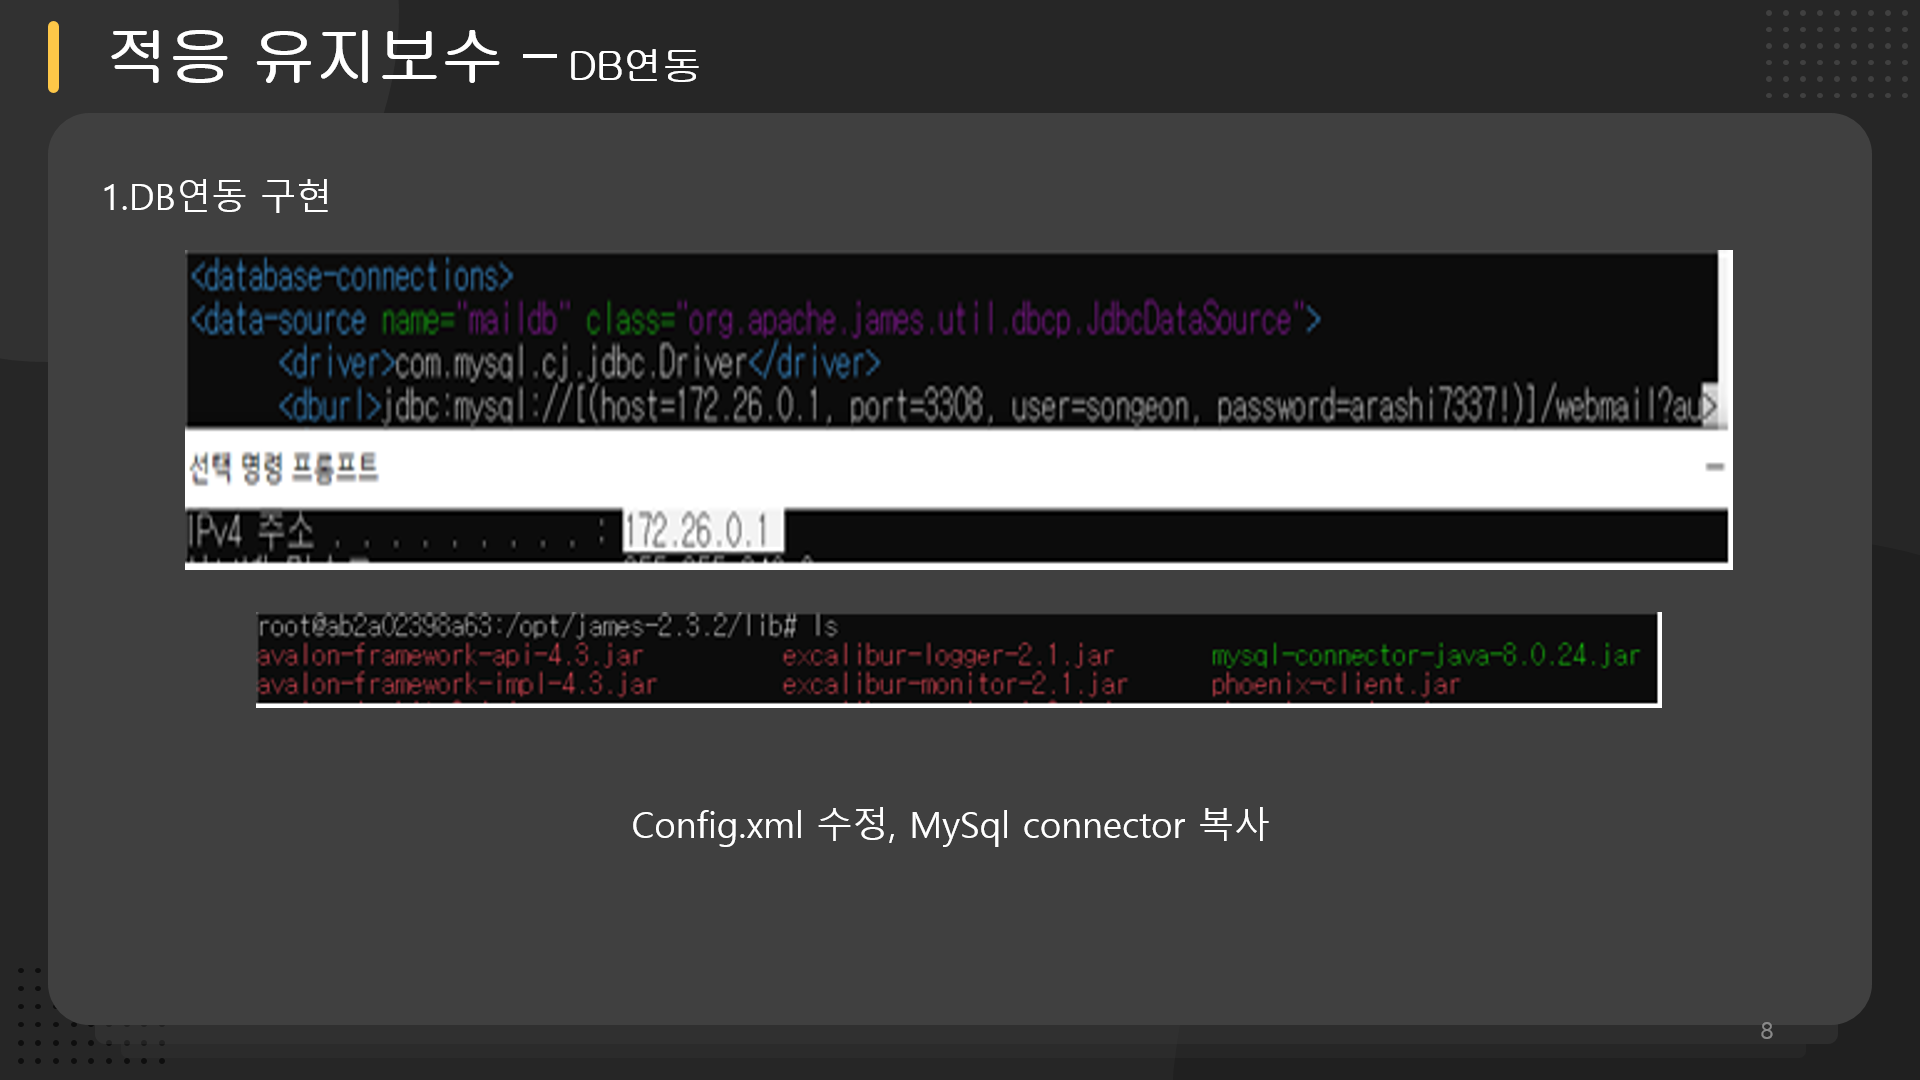 적응 유지보수 – DB연동
1.DB연동 구현
<database-connections>
<data-source name="maildb" class="org.apache.james.util.dbcp.JdbcDataSource">
<driver>com.mysql.cj.jdbc.Driver</driver>
<dburl>jdbc:mysql://[(host=172.26.0.1, port=3308, user=songeon, password=arashi7337!)]/webmail?au>
선택 명령 프롬프트
IPv4 주소 . . . . . . . . . : 172.26.0.1
root@ab2a02398a63:/opt/james-2.3.2/lib# ls
avalon-framework-api-4.3.jar excalibur-logger-2.1.jar mysql-connector-java-8.0.24.jar
avalon-framework-impl-4.3.jar excalibur-monitor-2.1.jar phoenix-client.jar
Config.xml 수정, MySql connector 복사
8